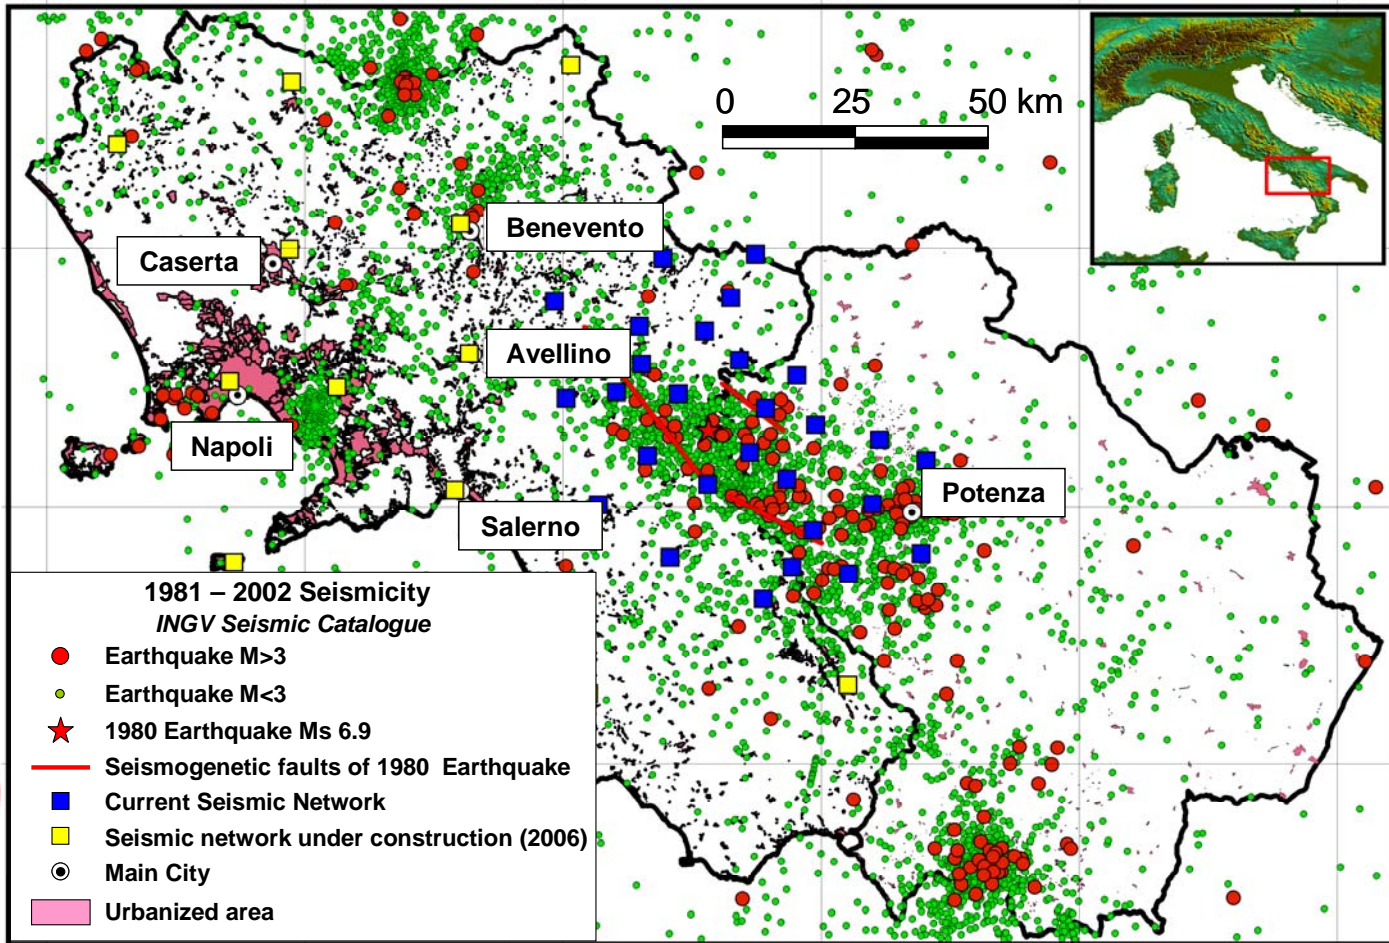 0 25 50 km
Benevento
Caserta
Avellino
Napoli
Potenza
Salerno
1981 – 2002 Seismicity
INGV Seismic Catalogue
Earthquake M>3
Earthquake M<3
1980 Earthquake Ms 6.9
Seismogenetic faults of 1980 Earthquake
Current Seismic Network
Seismic network under construction (2006)
Main City
Urbanized area